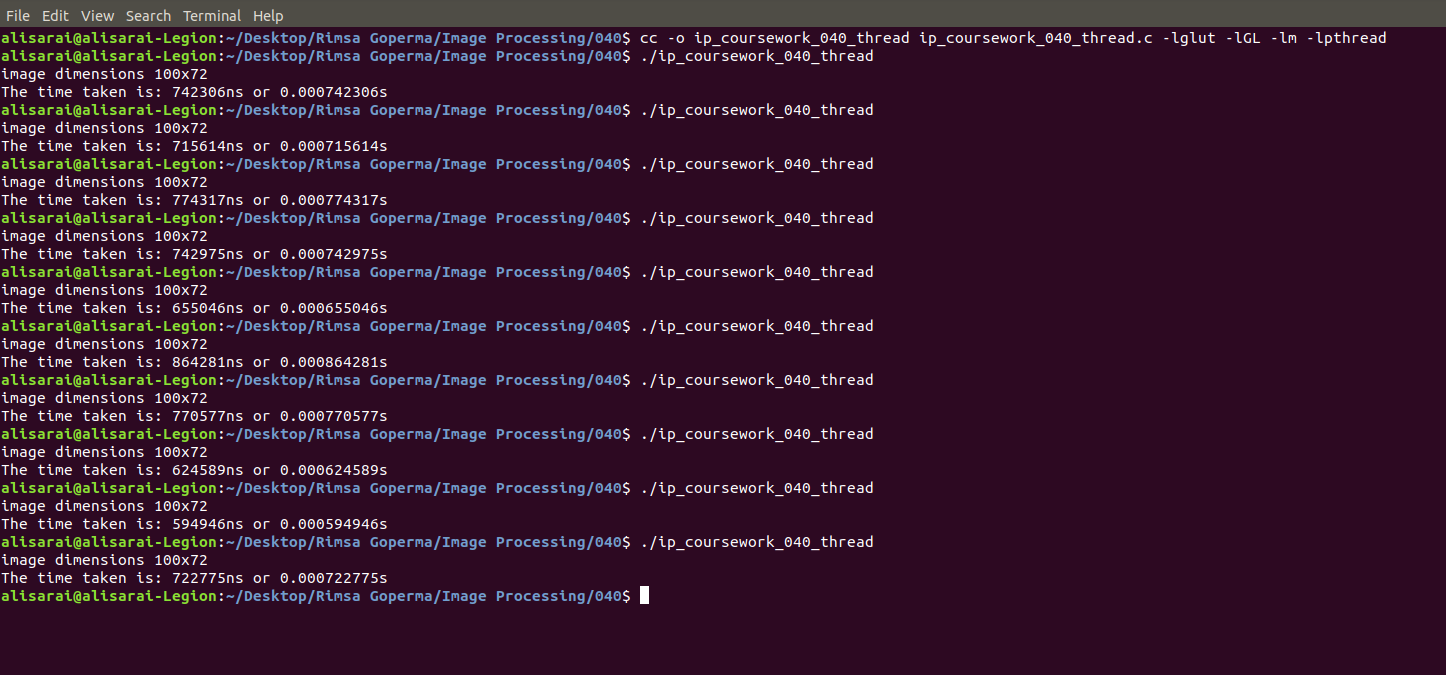 File Edit View Search Terminal Help
alisarai@alisarai-Legion:~/Desktop/Rimsa Goperma/Image Processing/040$ cc -o ip_coursework_040_thread ip_coursework_040_thread.c -lglut -lGL -lm -lpthread
alisarai@alisarai-Legion:~/Desktop/Rimsa Goperma/Image Processing/040$ ./ip_coursework_040_thread
image dimensions 100x72
The time taken is: 742306ns or 0.000742306s
alisarai@alisarai-Legion:~/Desktop/Rimsa Goperma/Image Processing/040$ ./ip_coursework_040_thread
image dimensions 100x72
The time taken is: 715614ns or 0.000715614s
alisarai@alisarai-Legion:~/Desktop/Rimsa Goperma/Image Processing/040$ ./ip_coursework_040_thread
image dimensions 100x72
The time taken is: 774317ns or 0.000774317s
alisarai@alisarai-Legion:~/Desktop/Rimsa Goperma/Image Processing/040$ ./ip_coursework_040_thread
image dimensions 100x72
The time taken is: 742975ns or 0.000742975s
alisarai@alisarai-Legion:~/Desktop/Rimsa Goperma/Image Processing/040$ ./ip_coursework_040_thread
image dimensions 100x72
The time taken is: 655046ns or 0.000655046s
alisarai@alisarai-Legion:~/Desktop/Rimsa Goperma/Image Processing/040$ ./ip_coursework_040_thread
image dimensions 100x72
The time taken is: 864281ns or 0.000864281s
alisarai@alisarai-Legion:~/Desktop/Rimsa Goperma/Image Processing/040$ ./ip_coursework_040_thread
image dimensions 100x72
The time taken is: 770577ns or 0.000770577s
alisarai@alisarai-Legion:~/Desktop/Rimsa Goperma/Image Processing/040$ ./ip_coursework_040_thread
image dimensions 100x72
The time taken is: 624589ns or 0.000624589s
alisarai@alisarai-Legion:~/Desktop/Rimsa Goperma/Image Processing/040$ ./ip_coursework_040_thread
image dimensions 100x72
The time taken is: 594946ns or 0.000594946s
alisarai@alisarai-Legion:~/Desktop/Rimsa Goperma/Image Processing/040$ ./ip_coursework_040_thread
image dimensions 100x72
The time taken is: 722775ns or 0.000722775s
alisarai@alisarai-Legion:~/Desktop/Rimsa Goperma/Image Processing/040$